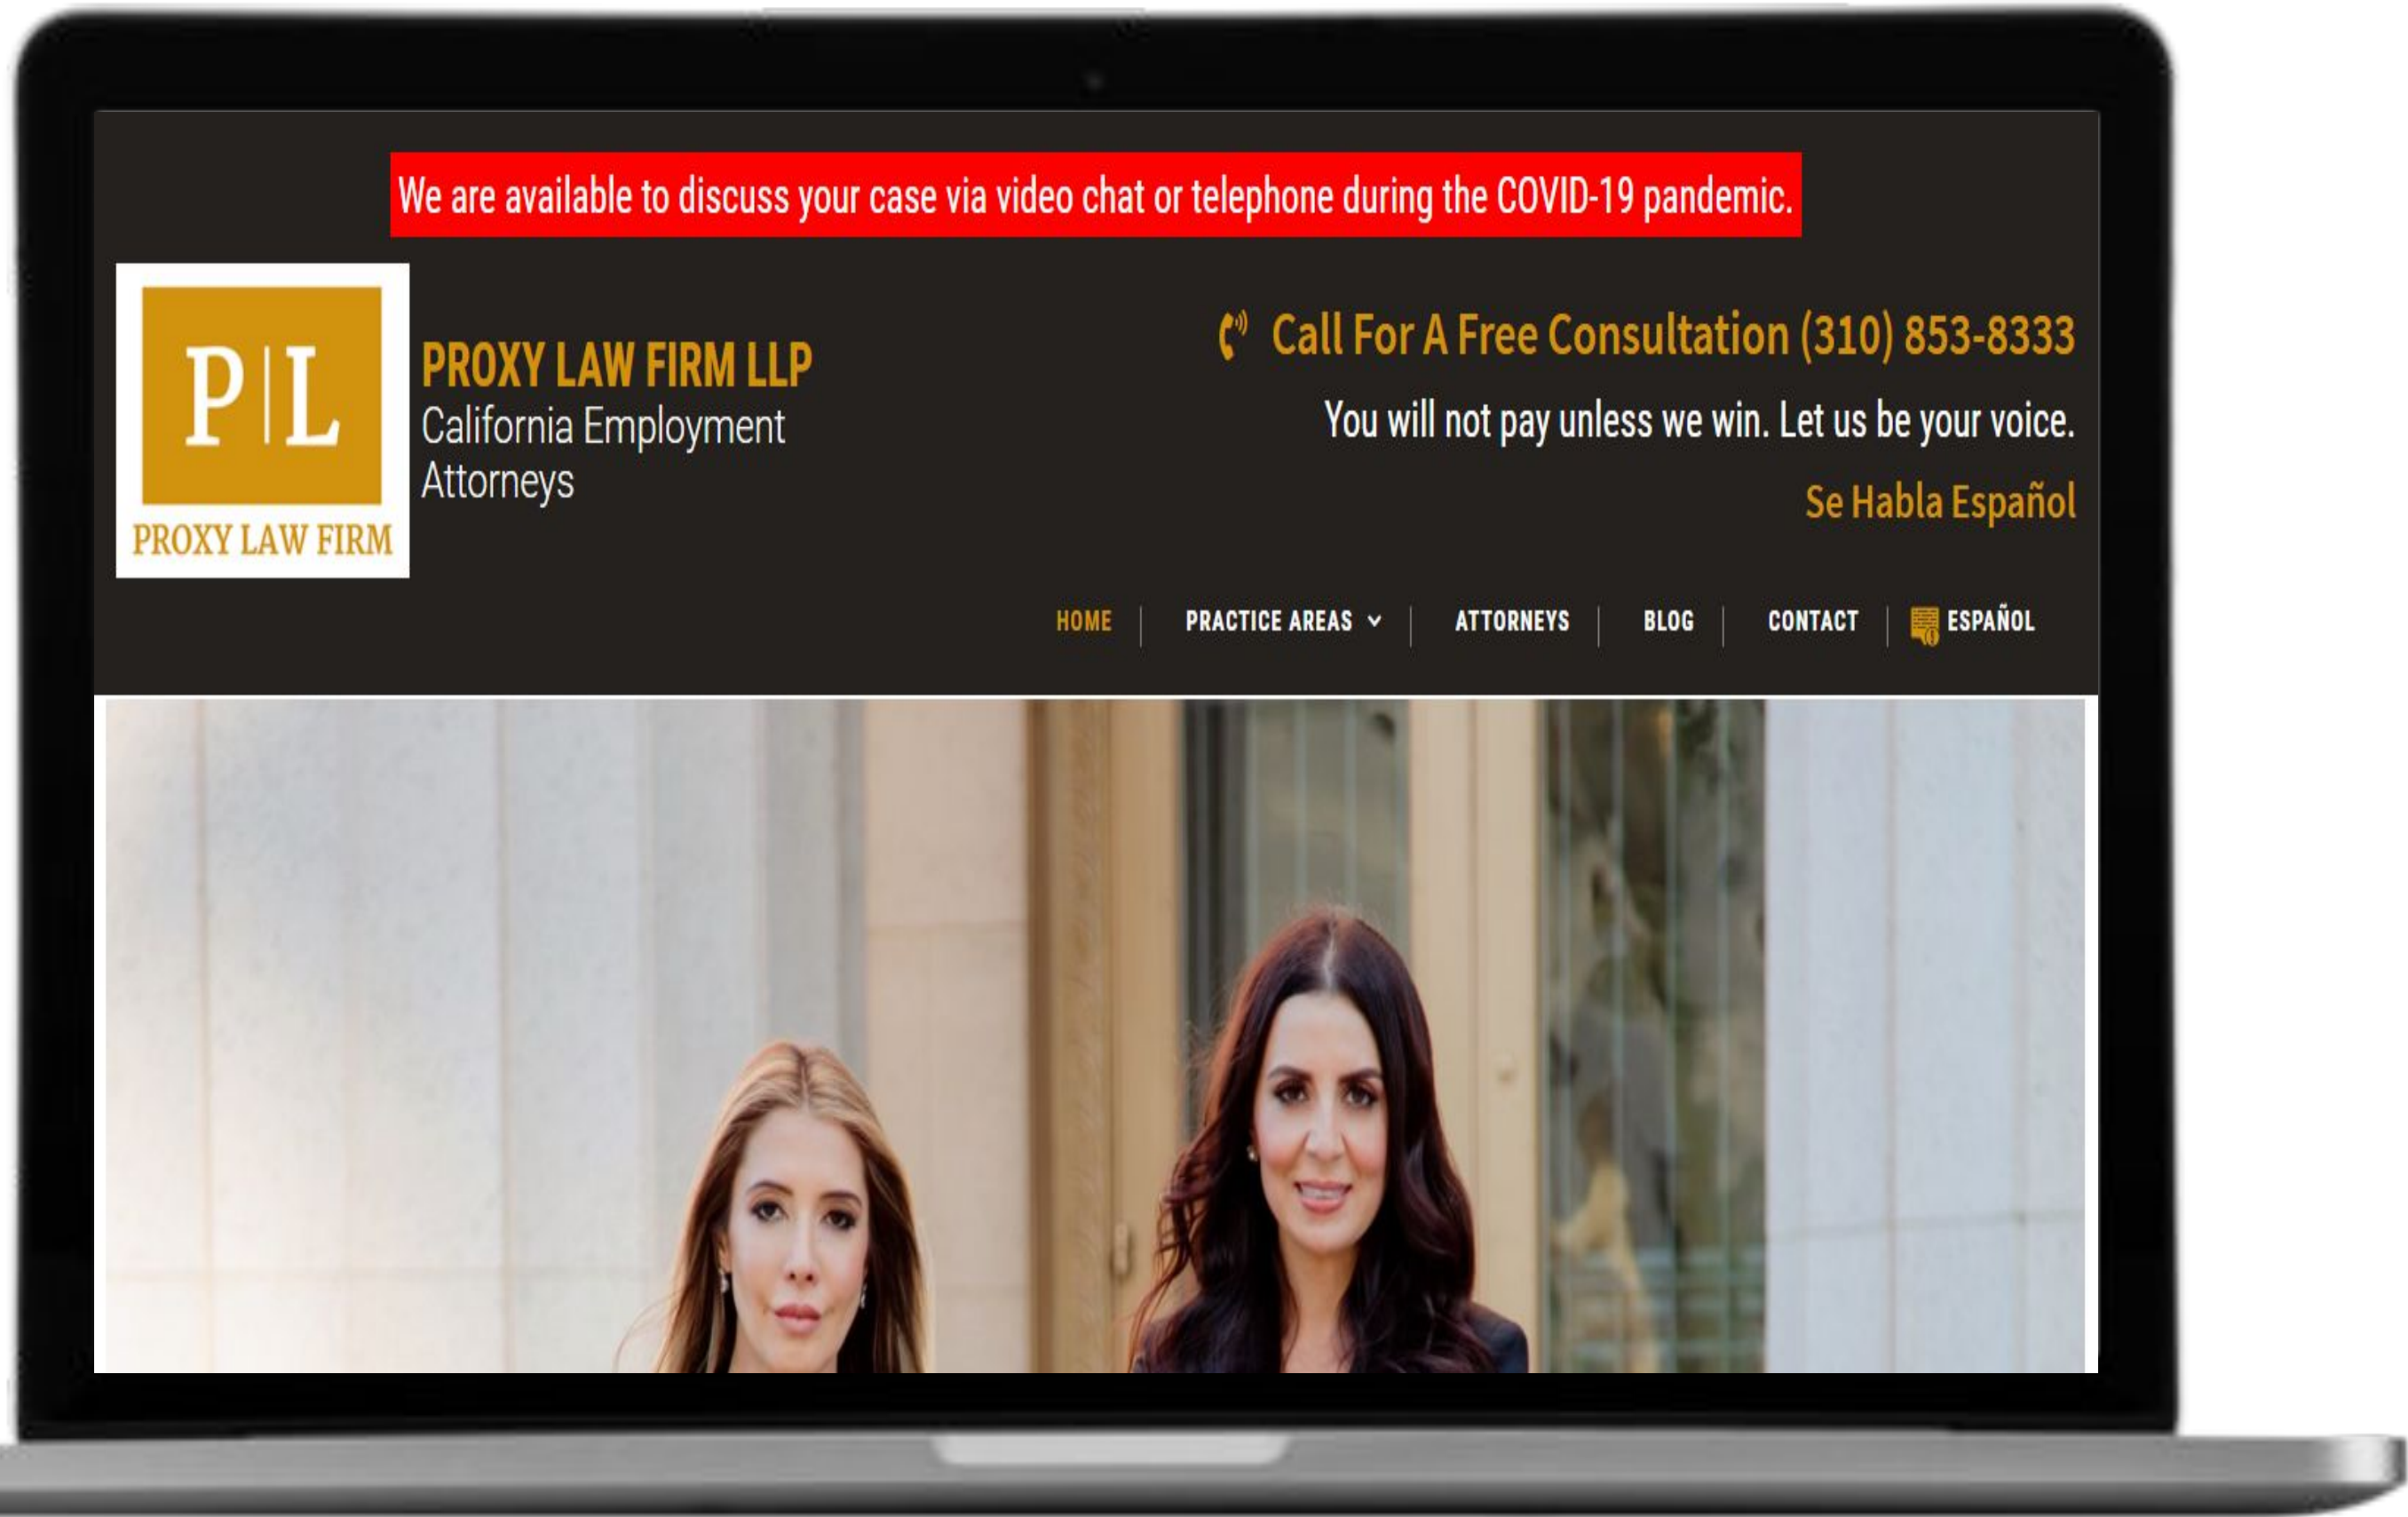 We are available to discuss your case via video chat or telephone during the COVID-19 pandemic.
P|L
PROXY LAW FIRM
PROXY LAW FIRM LLP
California Employment
Attorneys
Call For A Free Consultation (310) 853-8333
You will not pay unless we win. Let us be your voice.
Se Habla Español
HOME PRACTICE AREAS ATTORNEYS BLOG CONTACT ESPAÑOL